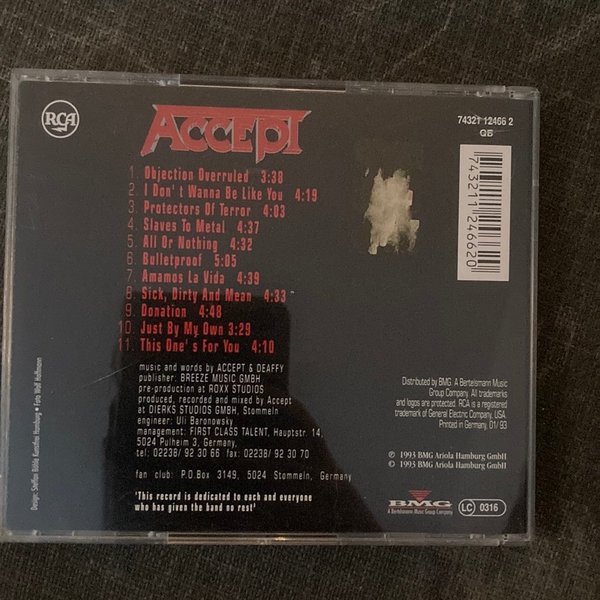 RCA
ACCEPT
74321 12466 2
QB
1. Objection Overruled 3:38
2. I Don't Wanna Be Like You 4:19
3. Protectors Of Terror 4:03
4. Slaves To Metal 4:37
5. All Or Nothing 4:32
6. Bulletproof 5:05
7. Amamos La Vida 4:39
8. Sick, Dirty And Mean 4:33
9. Donation 4:48
10. Just By My Own 3:29
11. This One's For You 4:10
743211246620
music and words by ACCEPT & DEAFFY
publisher: BREEZE MUSIC GMBH
pre-production at ROXX STUDIOS
produced, recorded and mixed by Accept
at DIERKS STUDIOS GMBH, Stommeln
engineer: Uli Baronowsky
management: FIRST CLASS TALENT, Hauptstr. 14,
5024 Pulheim 3, Germany,
tel: 02238/ 92 30 66 fax: 02238/ 92 30 70
fan club: P.O.Box 3149, 5024 Stommeln, Germany
'This record is dedicated to each and everyone
who has given the band no rest'
Distributed by BMG. A Bertelsmann Music
Group Company. All trademarks
and logos are protected. RCA is a registered
trademark of General Electric Company, USA.
Printed in Germany, 01/93
℗ 1993 BMG Ariola Hamburg GmbH
© 1993 BMG Ariola Hamburg GmbH
BMG
A Bertelsmann Music Group Company
LC 0316
Hamburg • Foto Wolf Hoffmann